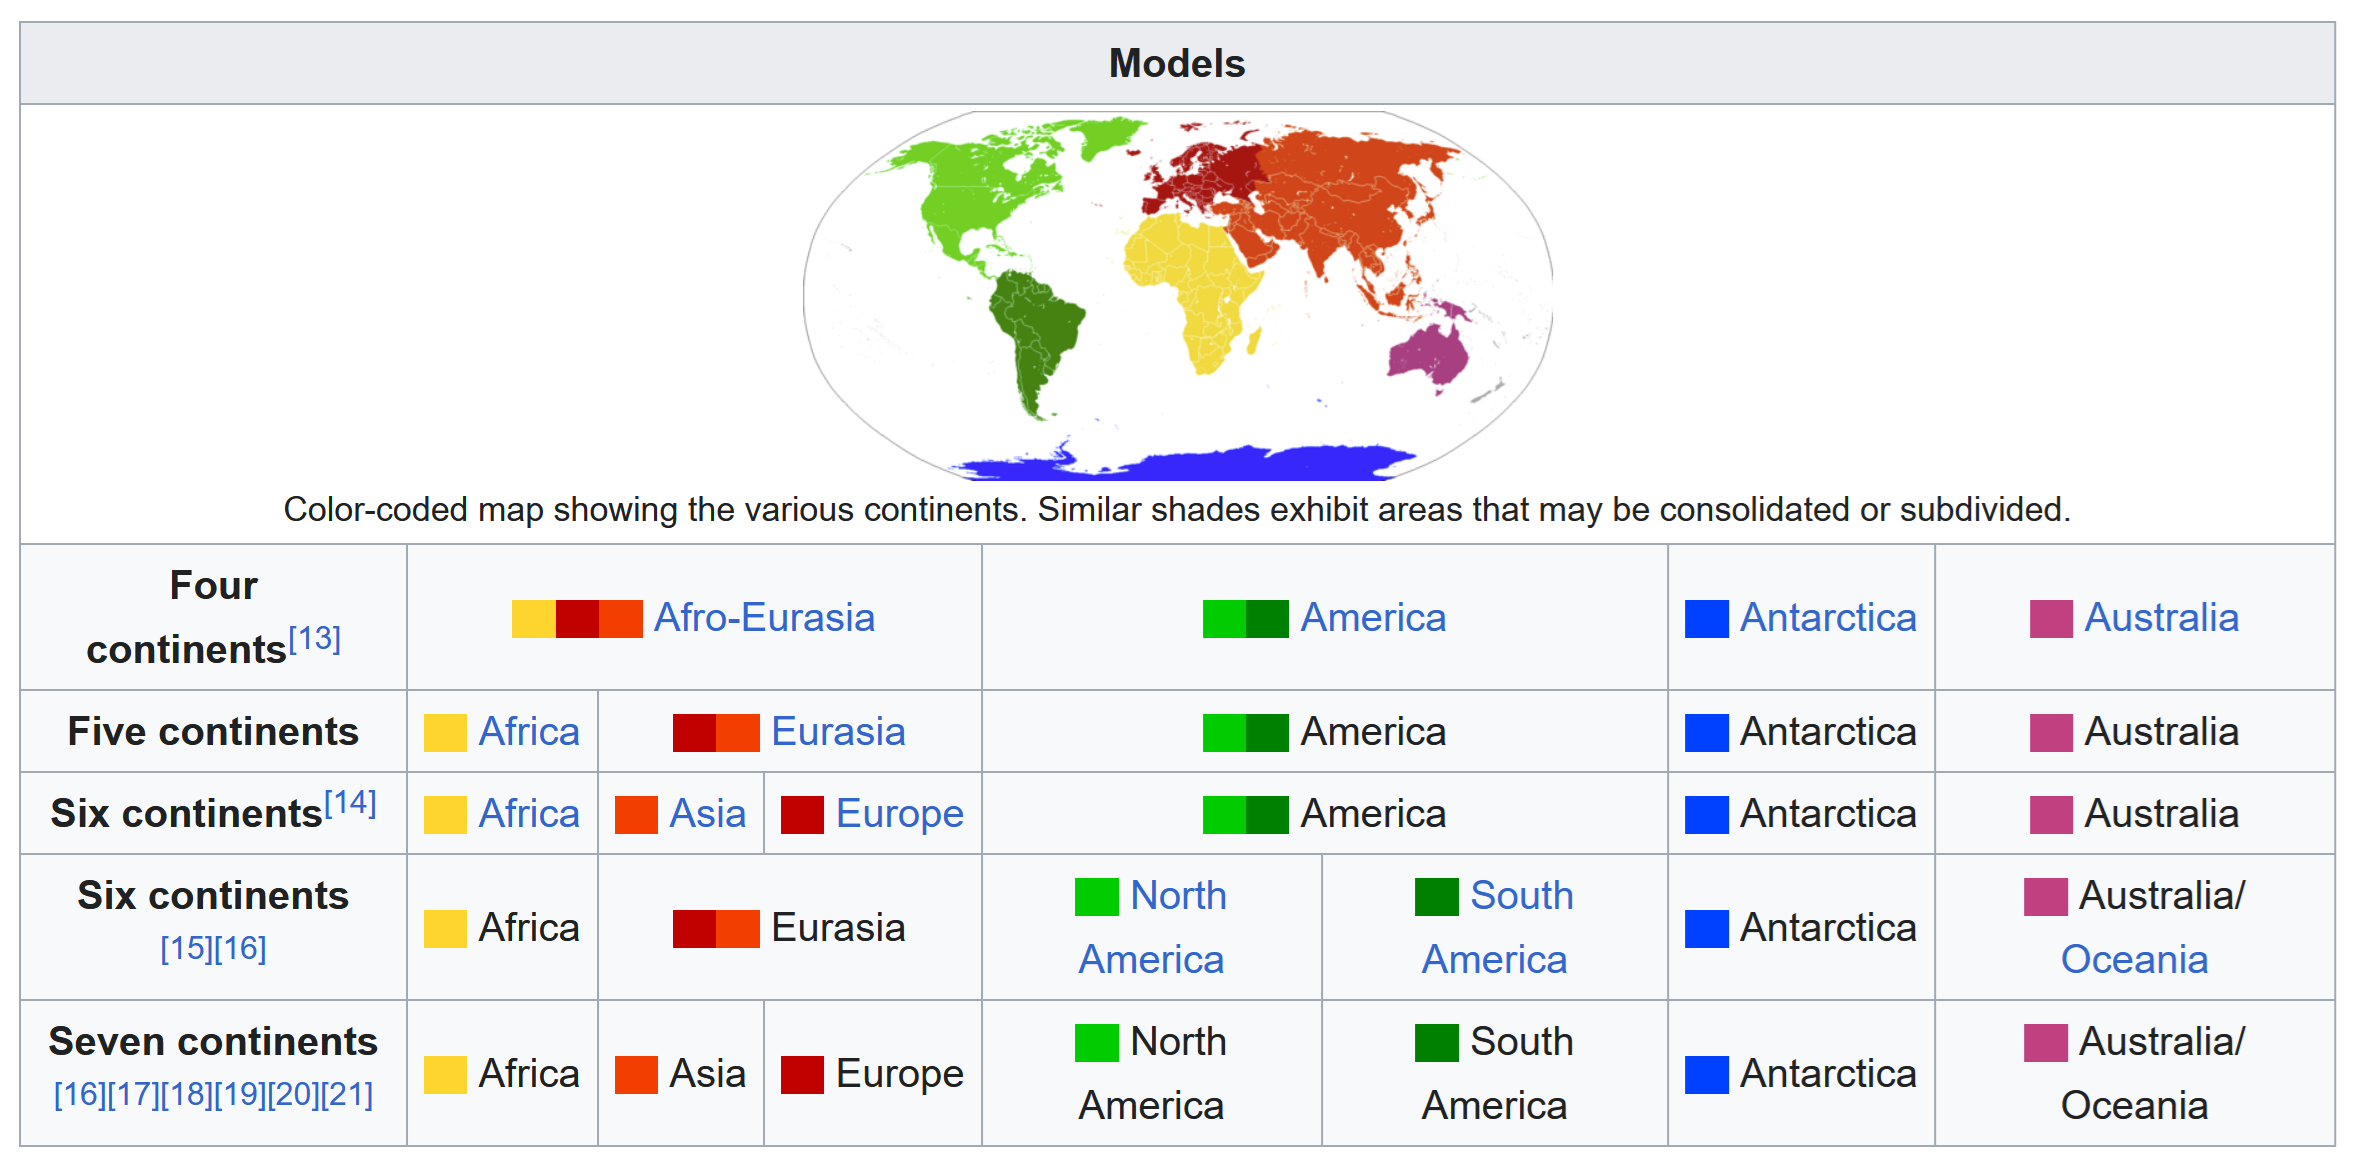 Models
Color-coded map showing the various continents. Similar shades exhibit areas that may be consolidated or subdivided.
Four
continents[13]
Afro-Eurasia
America
Antarctica
Australia
Five continents
Africa
Eurasia
America
Antarctica
Australia
Six continents[14]
Africa
Asia
Europe
America
Antarctica
Australia
Six continents
[15][16]
Africa
Eurasia
North
America
South
America
Antarctica
Australia/
Oceania
Seven continents
[16][17][18][19][20][21]
Africa
Asia
Europe
North
America
South
America
Antarctica
Australia/
Oceania